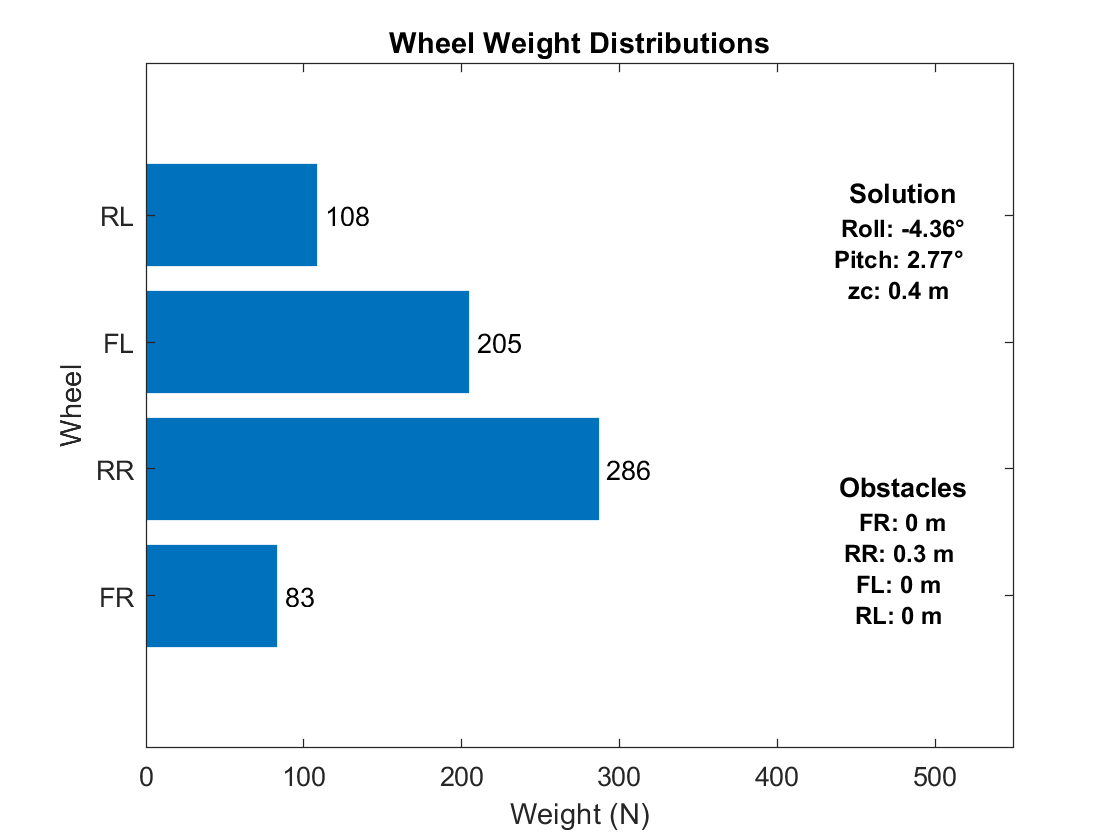 Wheel Weight Distributions
Wheel
RL
108
FL
205
RR
286
FR
83
Solution
Roll: -4.36°
Pitch: 2.77°
zc: 0.4 m
Obstacles
FR: 0 m
RR: 0.3 m
FL: 0 m
RL: 0 m
0 100 200 300 400 500
Weight (N)